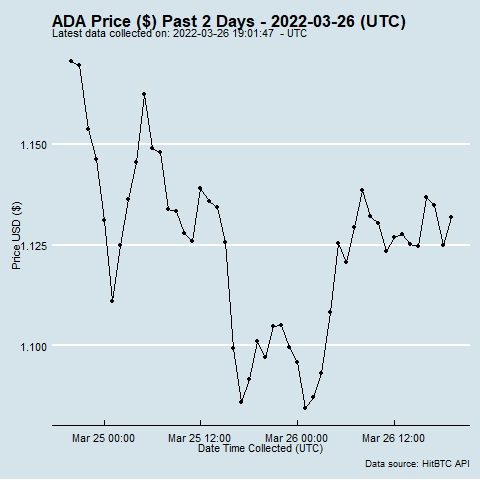 ADA Price ($) Past 2 Days - 2022-03-26 (UTC)
Latest data collected on: 2022-03-26 19:01:47  - UTC
1.150
1.125
1.100
Price USD ($)
Mar 25 00:00 Mar 25 12:00 Mar 26 00:00 Mar 26 12:00
Date Time Collected (UTC)
Data source: HitBTC API